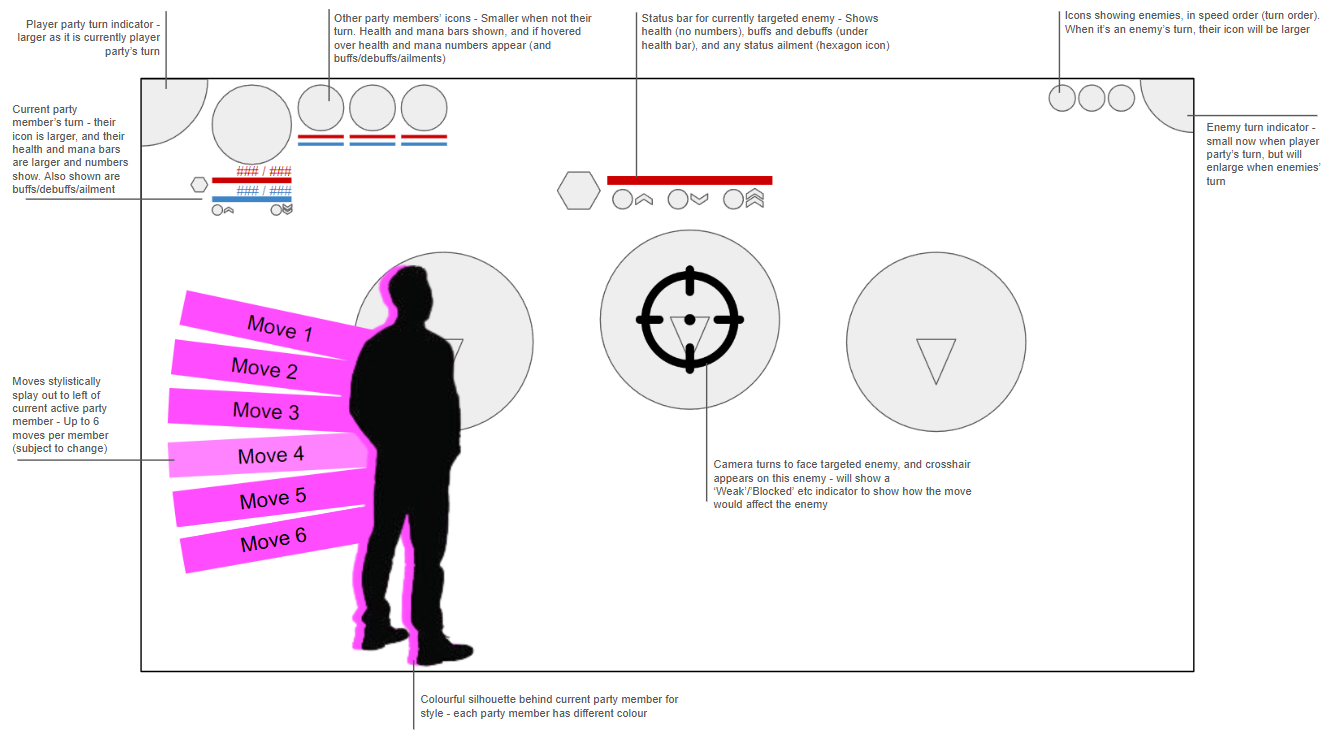 Player party turn indicator -
larger as it is currently player
party's turn
Other party members' icons - Smaller when not their
turn. Health and mana bars shown, and if hovered
over health and mana numbers appear (and
buffs/debuffs/ailments)
Status bar for currently targeted enemy - Shows
health (no numbers), buffs and debuffs (under
health bar), and any status ailment (hexagon icon)
Icons showing enemies, in speed order (turn order).
When it's an enemy's turn, their icon will be larger
Current party
member's turn - their
icon is larger, and their
health and mana bars
are larger and numbers
show. Also shown are
buffs/debuffs/ailment
### / ###
### / ###
Enemy turn indicator -
small now when player
party's turn, but will
enlarge when enemies'
turn
Move 1
Move 2
Move 3
Move 4
Move 5
Move 6
Moves stylistically
splay out to left of
current active party
member - Up to 6
moves per member
(subject to change)
Camera turns to face targeted enemy, and crosshair
appears on this enemy - will show a
'Weak'/'Blocked' etc indicator to show how the move
would affect the enemy
Colourful silhouette behind current party member for
style - each party member has different colour